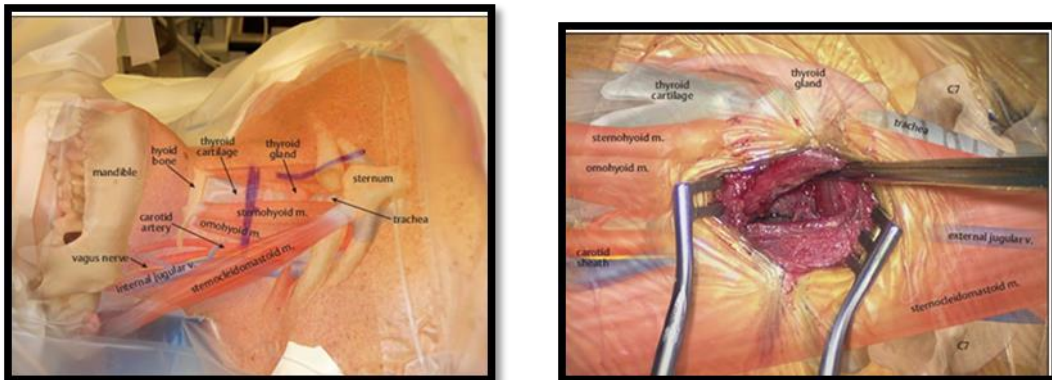 mandible
hyoid
bone
thyroid
cartilage
thyroid
gland
sternum
sternohyoid m.
omohyoid m.
trachea
carotid
artery
vagus nerve
internal jugular v.
sternocleidomastoid m.
thyroid
cartilage
thyroid
gland
C7
trachea
sternohyoid m.
omohyoid m.
carotid
sheath
external jugular v.
sternocleidomastoid m.
C7